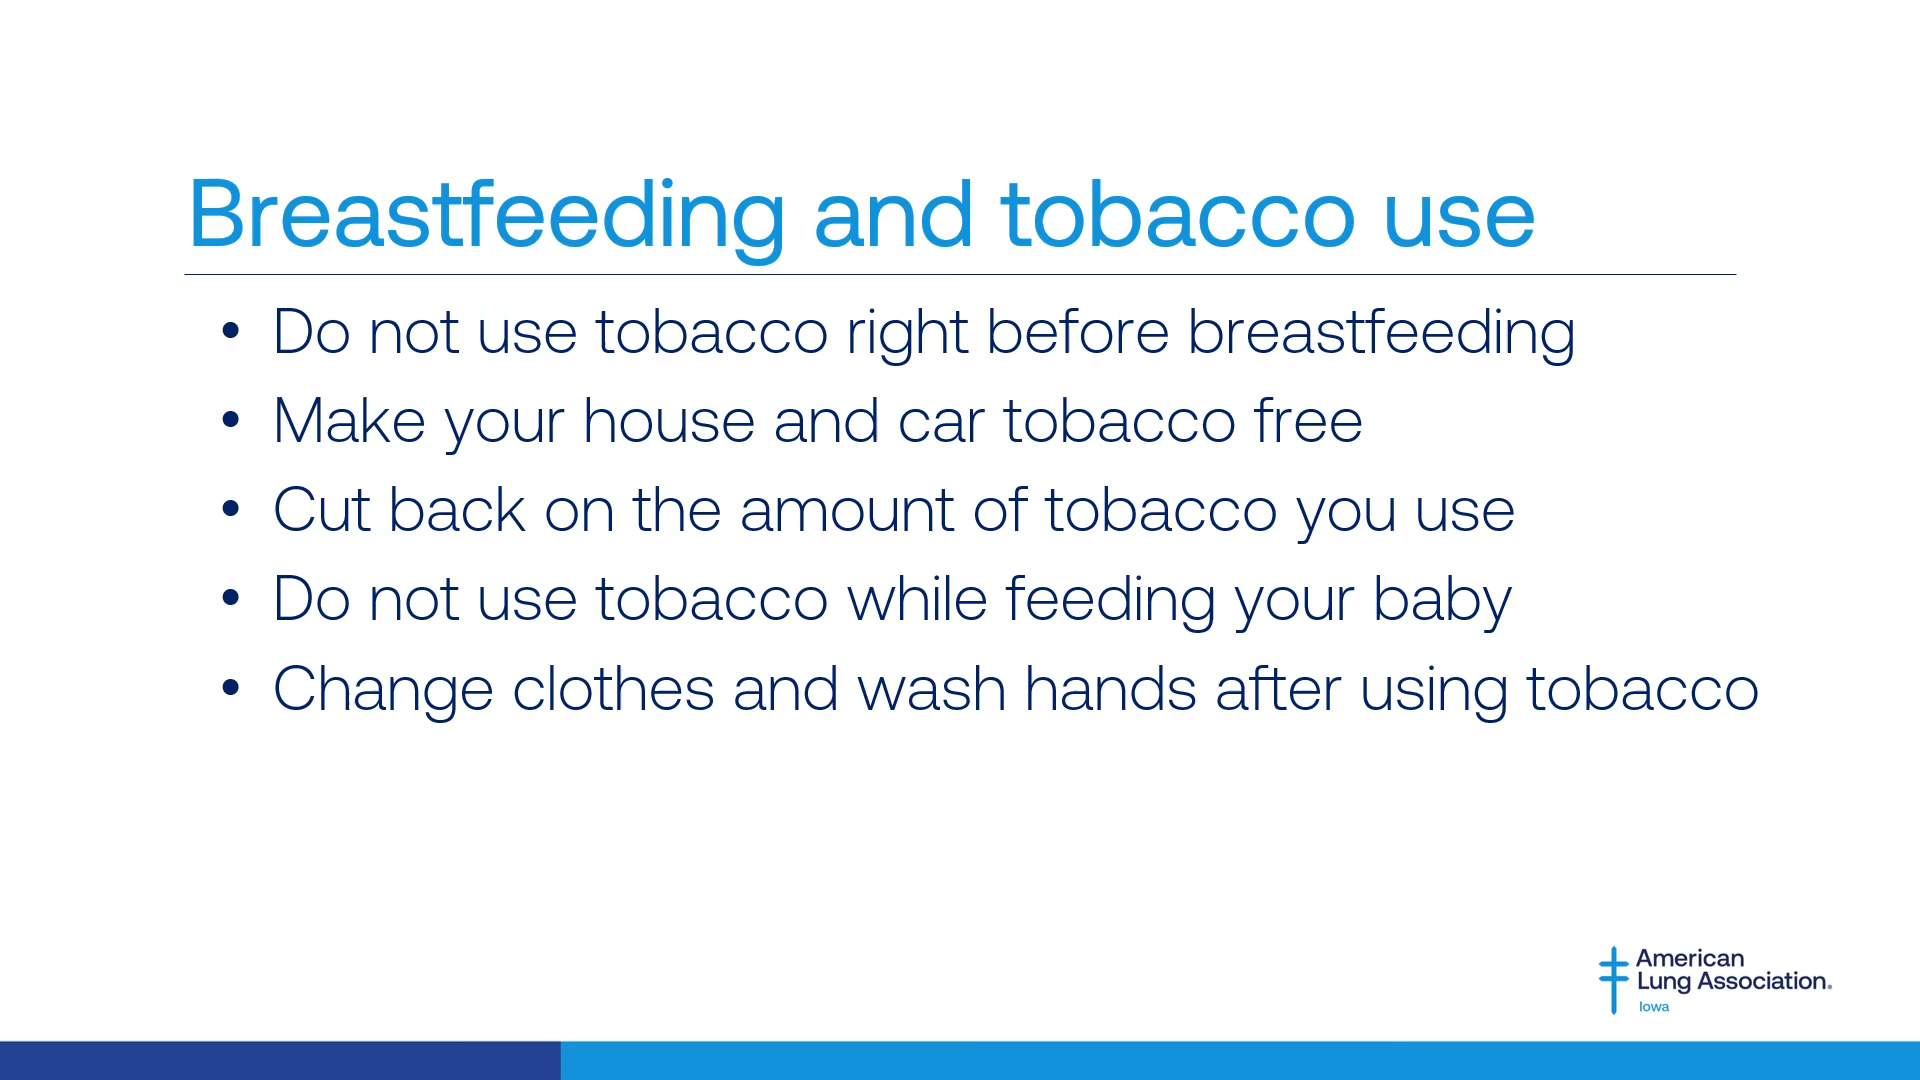 Breastfeeding and tobacco use
• Do not use tobacco right before breastfeeding
• Make your house and car tobacco free
• Cut back on the amount of tobacco you use
• Do not use tobacco while feeding your baby
• Change clothes and wash hands after using tobacco
American
Lung Association.
Iowa